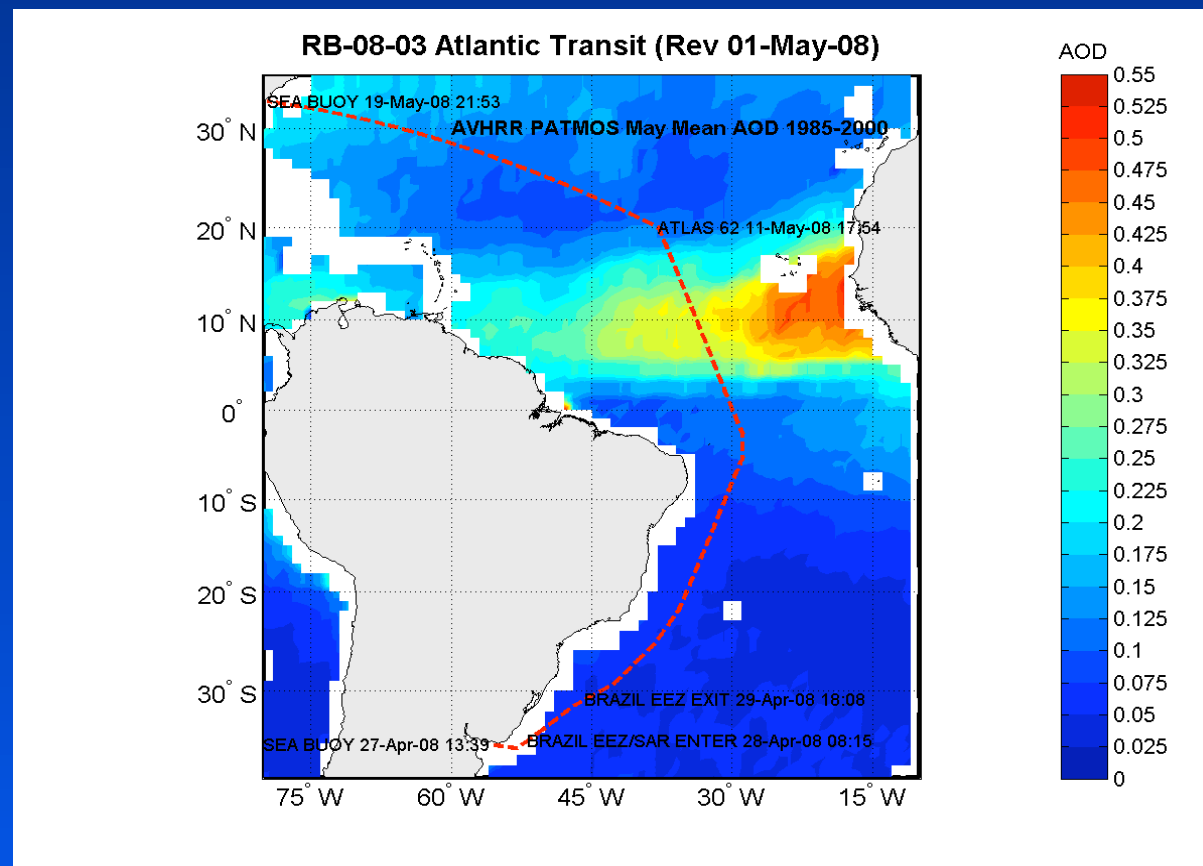 RB-08-03 Atlantic Transit (Rev 01-May-08)
AOD
SEA BUOY 19-May-08 21:53
AVHRR PATMOS May Mean AOD 1985-2000
ATLAS 62 11-May-08 17:54
BRAZIL EEZ EXIT 29-Apr-08 18:08
SEA BUOY 27-Apr-08 13:39
BRAZIL EEZ/SAR ENTER 28-Apr-08 08:15
30° N
20° N
10° N
0°
10° S
20° S
30° S
75° W 60° W 45° W 30° W 15° W
0.55
0.525
0.5
0.475
0.45
0.425
0.4
0.375
0.35
0.325
0.3
0.275
0.25
0.225
0.2
0.175
0.15
0.125
0.1
0.075
0.05
0.025
0